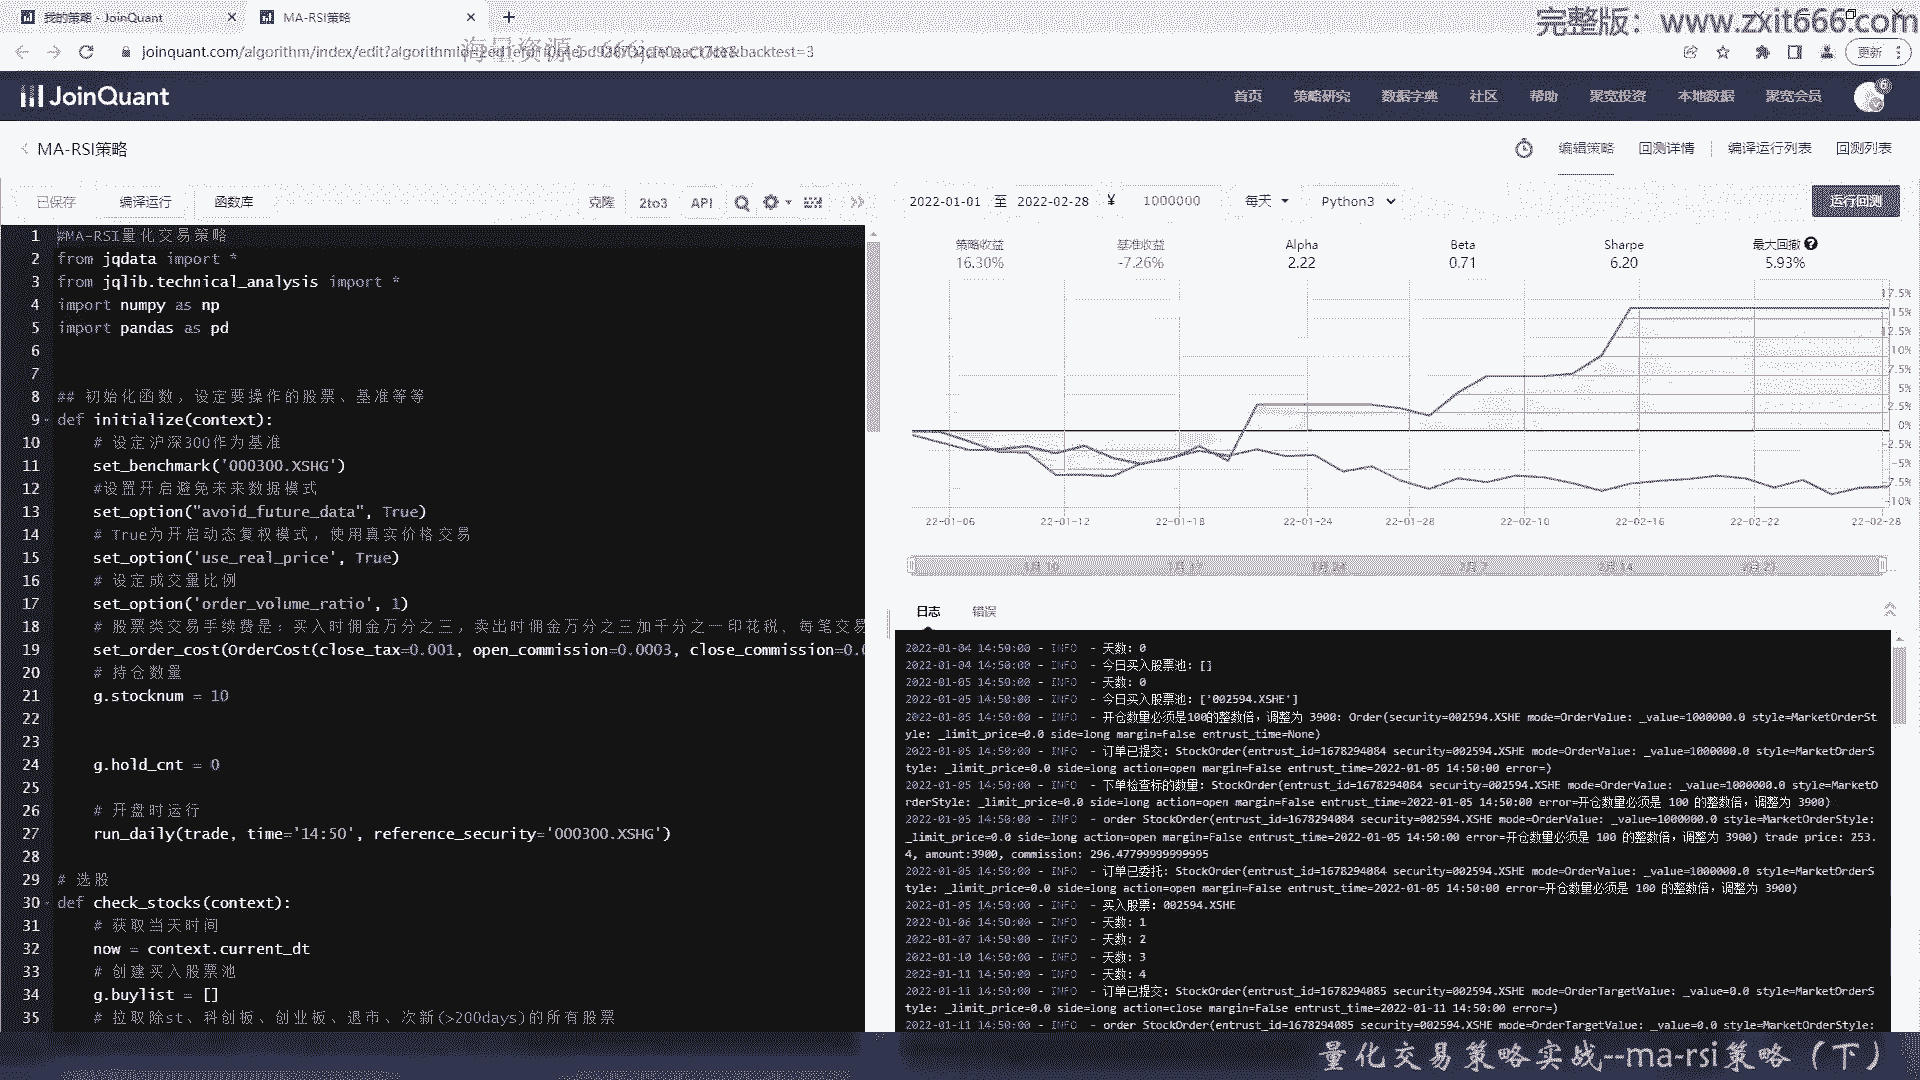 我的策略 - JoinQuant
MA-RSI策略
完整版：www.zxit666.com
更新
JoinQuant
首页 策略研究 数据字典 社区 帮助 聚宽投资 本地数据 聚宽会员
6
MA-RSI策略
编辑策略 回测详情 编译运行列表 回测列表
已保存 编译运行 函数库 克隆 2to3 API
2022-01-01 至 2022-02-28 ¥ 1000000 每天 Python3 运行回测
策略收益 基准收益 Alpha Beta Sharpe 最大回撤
16.30% -7.26% 2.22 0.71 6.20 5.93%
17.5%
15%
12.5%
10%
7.5%
5%
2.5%
0%
-2.5%
-5%
-7.5%
-10%
22-01-06 22-01-12 22-01-18 22-01-24 22-01-28 22-02-10 22-02-16 22-02-22 22-02-28
1月10 1月17 1月24 2月7 2月14 2月21
日志 错误
1 #MA-RSI量化交易策略
2 from jqdata import *
3 from jqlib.technical_analysis import *
4 import numpy as np
5 import pandas as pd
6
7
8 ## 初始化函数，设定要操作的股票、基准等等
9 def initialize(context):
10 # 设定沪深300作为基准
11 set_benchmark('000300.XSHG')
12 #设置开启避免未来数据模式
13 set_option("avoid_future_data", True)
14 # True为开启动态复权模式，使用真实价格交易
15 set_option('use_real_price', True)
16 # 设定成交量比例
17 set_option('order_volume_ratio', 1)
18 # 股票类交易手续费是：买入时佣金万分之三，卖出时佣金万分之三加千分之一印花税、每笔交易
19 set_order_cost(OrderCost(close_tax=0.001, open_commission=0.0003, close_commission=0.0
20 # 持仓数量
21 g.stocknum = 10
22
23
24 g.hold_cnt = 0
25
26 # 开盘时运行
27 run_daily(trade, time='14:50', reference_security='000300.XSHG')
28
29 # 选股
30 def check_stocks(context):
31 # 获取当天时间
32 now = context.current_dt
33 # 创建买入股票池
34 g.buylist = []
35 # 拉取除st、科创板、创业板、退市、次新(>200days)的所有股票
2022-01-04 14:50:00 - INFO - 天数: 0
2022-01-04 14:50:00 - INFO - 今日买入股票池: []
2022-01-05 14:50:00 - INFO - 天数: 0
2022-01-05 14:50:00 - INFO - 今日买入股票池: ['002594.XSHE']
2022-01-05 14:50:00 - INFO - 开仓数量必须是100的整数倍，调整为 3900: Order(security=002594.XSHE mode=OrderValue: _value=1000000.0 style=MarketOrderSt
yle: _limit_price=0.0 side=long margin=False entrust_time=None)
2022-01-05 14:50:00 - INFO - 订单已提交: StockOrder(entrust_id=1678294084 security=002594.XSHE mode=OrderValue: _value=1000000.0 style=MarketOrderS
tyle: _limit_price=0.0 side=long action=open margin=False entrust_time=2022-01-05 14:50:00 error=)
2022-01-05 14:50:00 - INFO - 下单检查标的数量: StockOrder(entrust_id=1678294084 security=002594.XSHE mode=OrderValue: _value=1000000.0 style=MarketO
rderStyle: _limit_price=0.0 side=long action=open margin=False entrust_time=2022-01-05 14:50:00 error=开仓数量必须是 100 的整数倍，调整为 3900)
2022-01-05 14:50:00 - INFO - order StockOrder(entrust_id=1678294084 security=002594.XSHE mode=OrderValue: _value=1000000.0 style=MarketOrderStyle:
_limit_price=0.0 side=long action=open margin=False entrust_time=2022-01-05 14:50:00 error=开仓数量必须是 100 的整数倍，调整为 3900) trade price: 253.
4, amount:3900, commission: 296.47799999999995
2022-01-05 14:50:00 - INFO - 订单已委托: StockOrder(entrust_id=1678294084 security=002594.XSHE mode=OrderValue: _value=1000000.0 style=MarketOrderS
tyle: _limit_price=0.0 side=long action=open margin=False entrust_time=2022-01-05 14:50:00 error=开仓数量必须是 100 的整数倍，调整为 3900)
2022-01-05 14:50:00 - INFO - 买入股票: 002594.XSHE
2022-01-06 14:50:00 - INFO - 天数: 1
2022-01-07 14:50:00 - INFO - 天数: 2
2022-01-10 14:50:00 - INFO - 天数: 3
2022-01-11 14:50:00 - INFO - 天数: 4
2022-01-11 14:50:00 - INFO - 订单已提交: StockOrder(entrust_id=1678294085 security=002594.XSHE mode=OrderTargetValue: _value=0.0 style=MarketOrderS
tyle: _limit_price=0.0 side=long action=close margin=False entrust_time=2022-01-11 14:50:00 error=)
2022-01-11 14:50:00 - INFO - order StockOrder(entrust_id=1678294085 security=002594.XSHE mode=OrderTargetValue: _value=0.0 style=MarketOrderStyle:
量化交易策略实战--ma-rsi策略（下）